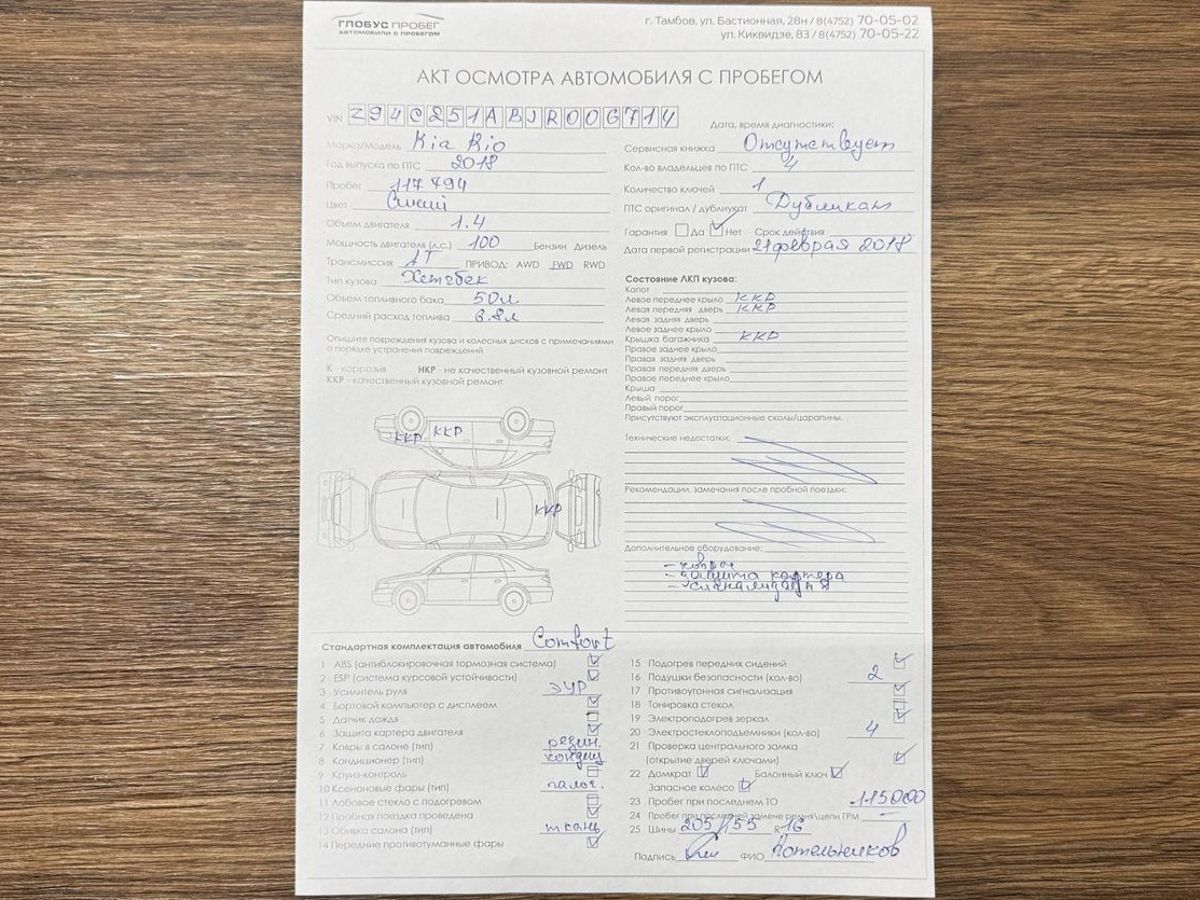 ГЛОБУС ПРОБЕГ
АВТОМОБИЛИ С ПРОБЕГОМ
г. Тамбов, ул. Бастионная, 28н / 8(4752) 70-05-02
ул. Киквидзе, 83 / 8(4752) 70-05-22
АКТ ОСМОТРА АВТОМОБИЛЯ С ПРОБЕГОМ
VIN Z94C251ABJR006714
Дата, время диагностики:
Марка/Модель Kia Rio
Год выпуска по ПТС 2018
Пробег 117 794
Цвет Синий
Объем двигателя 1.4
Мощность двигателя (л.с.) 100 Бензин Дизель
Трансмиссия АТ ПРИВОД: AWD FWD RWD
Тип кузова Хетчбек
Объем топливного бака 50л
Средний расход топлива 6.8л
Сервисная книжка Отсутствует
Кол-во владельцев по ПТС 4
Количество ключей 1
ПТС оригинал / дубликат Дубликат
Гарантия Да Нет Срок действия
Дата первой регистрации 21 февраля 2018
Опишите повреждения кузова и колесных дисков с примечаниями
о порядке устранения повреждений
К - коррозия НКР - не качественный кузовной ремонт
ККР - качественный кузовной ремонт
ККР ККР
ККР
Состояние ЛКП кузова:
Капот
Левое переднее крыло ККР
Левая передняя дверь ККР
Левая задняя дверь
Левое заднее крыло
Крышка багажника ККР
Правое заднее крыло
Правая задняя дверь
Правая передняя дверь
Правое переднее крыло
Крыша
Левый порог
Правый порог
Присутствуют эксплуатационные сколы/царапины.
Технические недостатки:
Рекомендации, замечания после пробной поездки:
Дополнительное оборудование:
- защита картера
- сигнализация
Стандартная комплектация автомобиля Comfort
1 ABS (антиблокировочная тормозная система)
2 ESP (система курсовой устойчивости)
3 Усилитель руля ЭУР
4 Бортовой компьютер с дисплеем
5 Датчик дождя
6 Защита картера двигателя
7 Ковры в салоне (тип) резин.
8 Кондиционер (тип) кондиц
9 Круиз-контроль
10 Ксеноновые фары (тип) галог.
11 Лобовое стекло с подогревом
12 Пробная поездка проведена
13 Обивка салона (тип) ткань
14 Передние противотуманные фары
15 Подогрев передних сидений
16 Подушки безопасности (кол-во) 2
17 Противоугонная сигнализация
18 Тонировка стекол
19 Электроподогрев зеркал
20 Электростеклоподъемники (кол-во) 4
21 Проверка центрального замка
(открытие дверей ключами)
22 Домкрат Балонный ключ
Запасное колесо
23 Пробег при последнем ТО 115000
24 Пробег при последней замене ремня/цепи ГРМ —
25 Шины 205/55 R16
Подпись ФИО Котельников